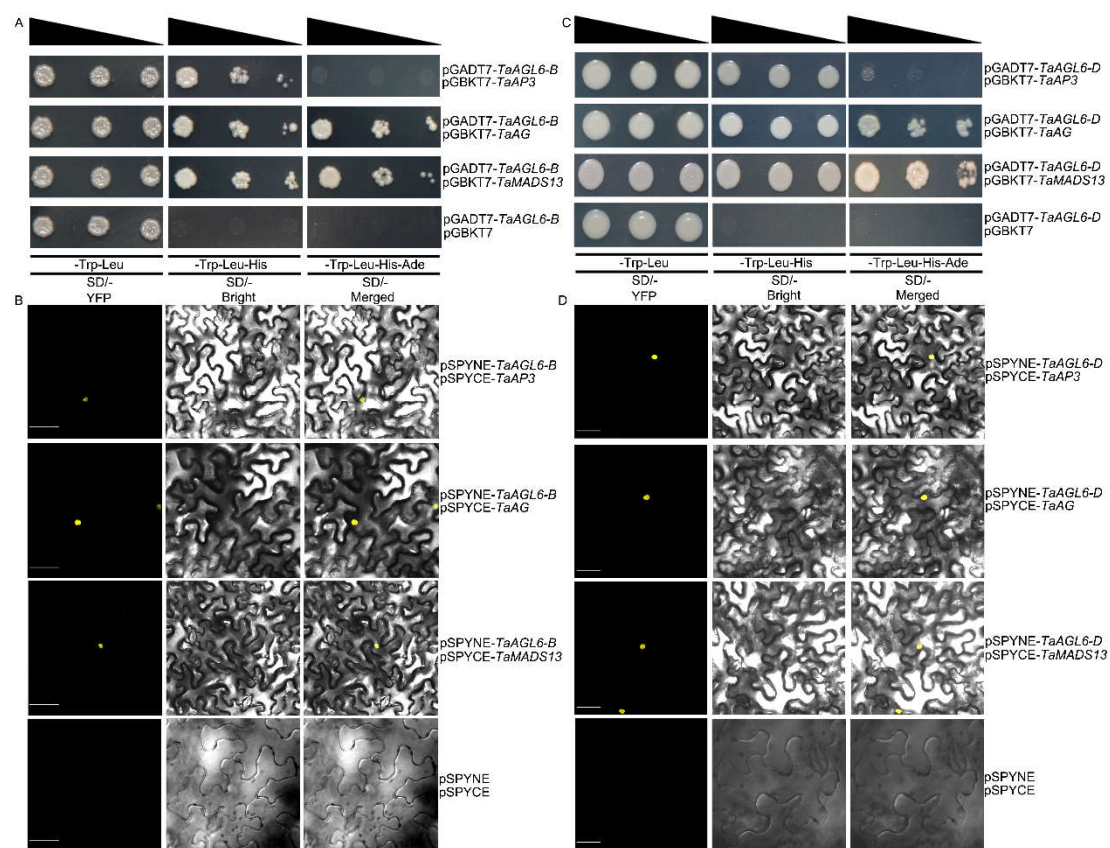 A
pGADT7-TaAGL6-B
pGBKT7-TaAP3
pGADT7-TaAGL6-B
pGBKT7-TaAG
pGADT7-TaAGL6-B
pGBKT7-TaMADS13
pGADT7-TaAGL6-B
pGBKT7
-Trp-Leu
-Trp-Leu-His
-Trp-Leu-His-Ade
SD/-
SD/-
SD/-
B
YFP
Bright
Merged
pSPYNE-TaAGL6-B
pSPYCE-TaAP3
pSPYNE-TaAGL6-B
pSPYCE-TaAG
pSPYNE-TaAGL6-B
pSPYCE-TaMADS13
pSPYNE
pSPYCE
C
pGADT7-TaAGL6-D
pGBKT7-TaAP3
pGADT7-TaAGL6-D
pGBKT7-TaAG
pGADT7-TaAGL6-D
pGBKT7-TaMADS13
pGADT7-TaAGL6-D
pGBKT7
-Trp-Leu
-Trp-Leu-His
-Trp-Leu-His-Ade
SD/-
SD/-
SD/-
D
YFP
Bright
Merged
pSPYNE-TaAGL6-D
pSPYCE-TaAP3
pSPYNE-TaAGL6-D
pSPYCE-TaAG
pSPYNE-TaAGL6-D
pSPYCE-TaMADS13
pSPYNE
pSPYCE